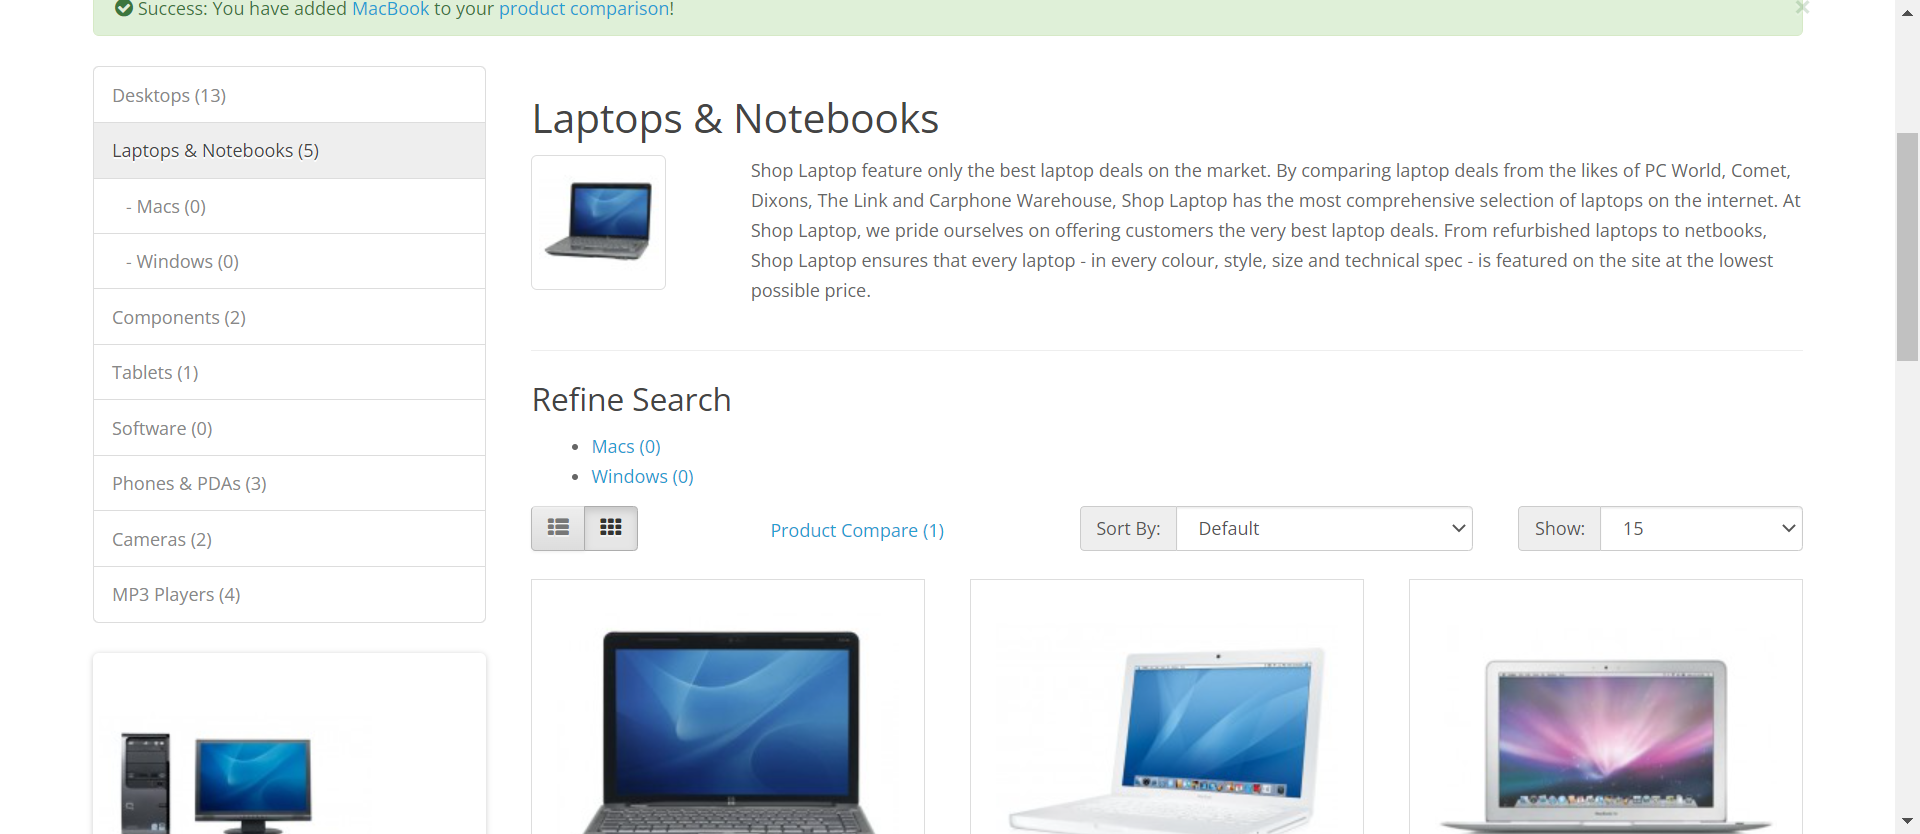 Success: You have added MacBook to your product comparison!
×
Desktops (13)
Laptops & Notebooks (5)
- Macs (0)
- Windows (0)
Components (2)
Tablets (1)
Software (0)
Phones & PDAs (3)
Cameras (2)
MP3 Players (4)
Laptops & Notebooks
Shop Laptop feature only the best laptop deals on the market. By comparing laptop deals from the likes of PC World, Comet,
Dixons, The Link and Carphone Warehouse, Shop Laptop has the most comprehensive selection of laptops on the internet. At
Shop Laptop, we pride ourselves on offering customers the very best laptop deals. From refurbished laptops to netbooks,
Shop Laptop ensures that every laptop - in every colour, style, size and technical spec - is featured on the site at the lowest
possible price.
Refine Search
• Macs (0)
• Windows (0)
Product Compare (1)
Sort By: Default
Show: 15